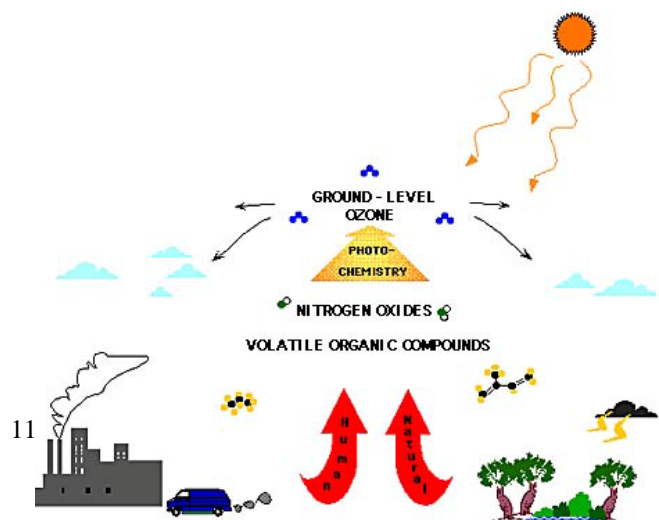 GROUND - LEVEL
OZONE
PHOTO-
CHEMISTRY
NITROGEN OXIDES
VOLATILE ORGANIC COMPOUNDS
11
Human
Natural